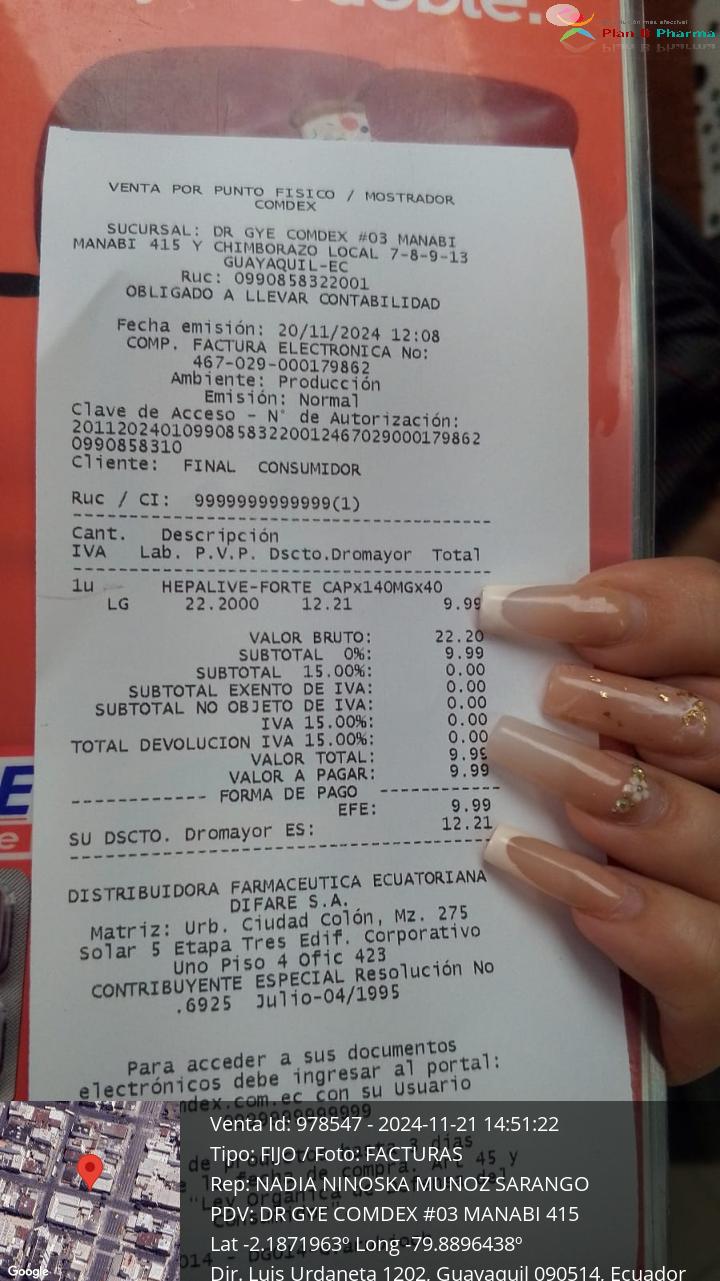 doble.
Plan B Pharma
VENTA POR PUNTO FISICO / MOSTRADOR
COMDEX
SUCURSAL: DR GYE COMDEX #03 MANABI
MANABI 415 Y CHIMBORAZO LOCAL 7-8-9-13
GUAYAQUIL-EC
Ruc: 0990858322001
OBLIGADO A LLEVAR CONTABILIDAD
Fecha emisión: 20/11/2024 12:08
COMP. FACTURA ELECTRONICA No:
467-029-000179862
Ambiente: Producción
Emisión: Normal
Clave de Acceso - N° de Autorización:
201120240109908583220012467029000179862
0990858310
Cliente: FINAL CONSUMIDOR
Ruc / CI: 9999999999999(1)
Cant. Descripción
IVA Lab. P.V.P. Dscto.Dromayor Total
1u HEPALIVE-FORTE CAPx140MGx40
LG 22.2000 12.21 9.99
VALOR BRUTO: 22.20
SUBTOTAL 0%: 9.99
SUBTOTAL 15.00%: 0.00
SUBTOTAL EXENTO DE IVA: 0.00
SUBTOTAL NO OBJETO DE IVA: 0.00
IVA 15.00%: 0.00
TOTAL DEVOLUCION IVA 15.00%: 0.00
VALOR TOTAL: 9.99
VALOR A PAGAR: 9.99
------------ FORMA DE PAGO ------------
EFE: 9.99
SU DSCTO. Dromayor ES: 12.21
DISTRIBUIDORA FARMACEUTICA ECUATORIANA
DIFARE S.A.
Matriz: Urb. Ciudad Colón, Mz. 275
Solar 5 Etapa Tres Edif. Corporativo
Uno Piso 4 Ofic 423
CONTRIBUYENTE ESPECIAL Resolución No
.6925 Julio-04/1995
Para acceder a sus documentos
electrónicos debe ingresar al portal:
dex.com.ec con su Usuario
Venta Id: 978547 - 2024-11-21 14:51:22
Tipo: FIJO / Foto: FACTURAS
Rep: NADIA NINOSKA MUNOZ SARANGO
PDV: DR GYE COMDEX #03 MANABI 415
Lat -2.1871963º Long -79.8896438º
Dir. Luis Urdaneta 1202, Guayaquil 090514, Ecuador
Google